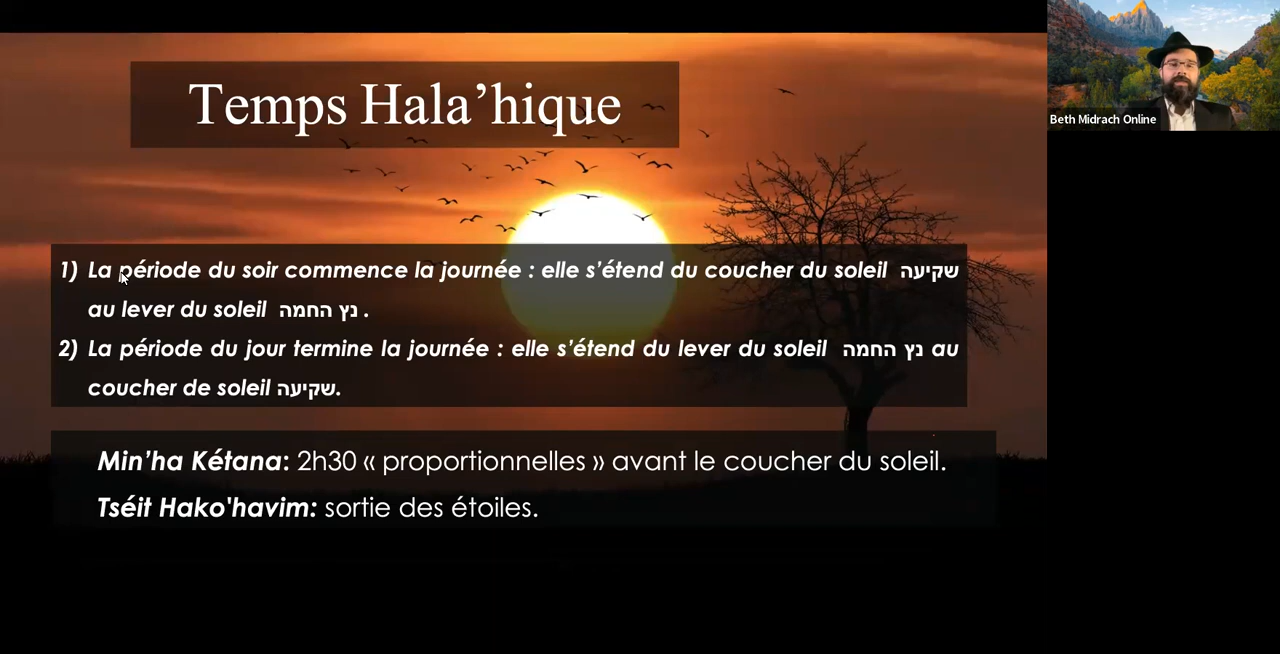 Temps Hala’hique
Beth Midrach Online
1) La période du soir commence la journée : elle s’étend du coucher du soleil שקיעה
au lever du soleil נץ החמה .
2) La période du jour termine la journée : elle s’étend du lever du soleil נץ החמה au
coucher de soleil שקיעה.
Min’ha Kétana: 2h30 « proportionnelles » avant le coucher du soleil.
Tséit Hako'havim: sortie des étoiles.